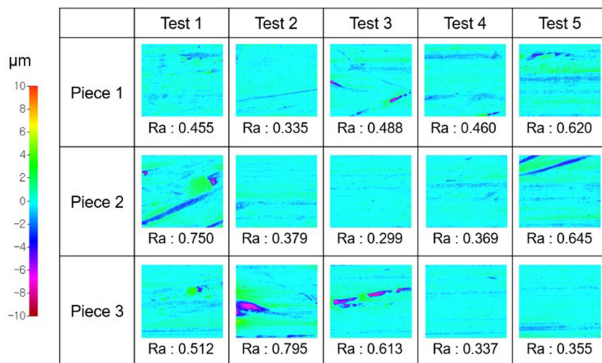 Test 1 Test 2 Test 3 Test 4 Test 5
µm
10
8
6
4
2
0
−2
−4
−6
−8
−10
Piece 1
Ra : 0.455 Ra : 0.335 Ra : 0.488 Ra : 0.460 Ra : 0.620
Piece 2
Ra : 0.750 Ra : 0.379 Ra : 0.299 Ra : 0.369 Ra : 0.645
Piece 3
Ra : 0.512 Ra : 0.795 Ra : 0.613 Ra : 0.337 Ra : 0.355